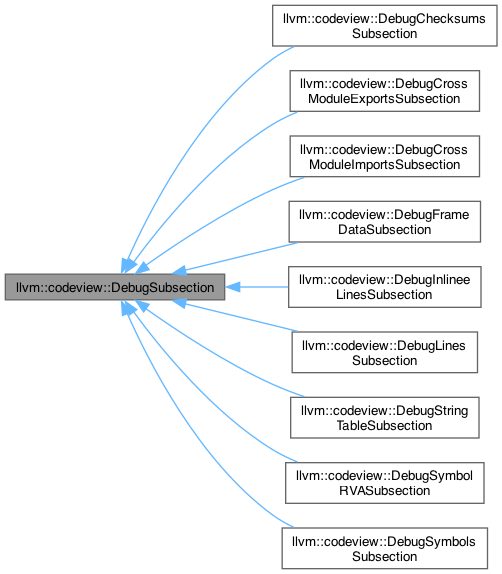 llvm::codeview::DebugChecksums
Subsection
llvm::codeview::DebugCross
ModuleExportsSubsection
llvm::codeview::DebugCross
ModuleImportsSubsection
llvm::codeview::DebugFrame
DataSubsection
llvm::codeview::DebugSubsection
llvm::codeview::DebugInlinee
LinesSubsection
llvm::codeview::DebugLines
Subsection
llvm::codeview::DebugString
TableSubsection
llvm::codeview::DebugSymbol
RVASubsection
llvm::codeview::DebugSymbols
Subsection